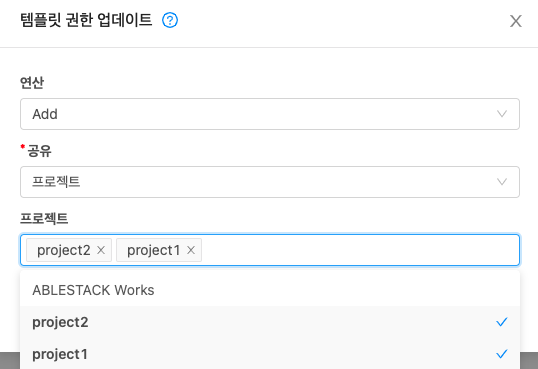 템플릿 권한 업데이트
연산
Add
* 공유
프로젝트
프로젝트
project2 project1
ABLESTACK Works
project2
project1